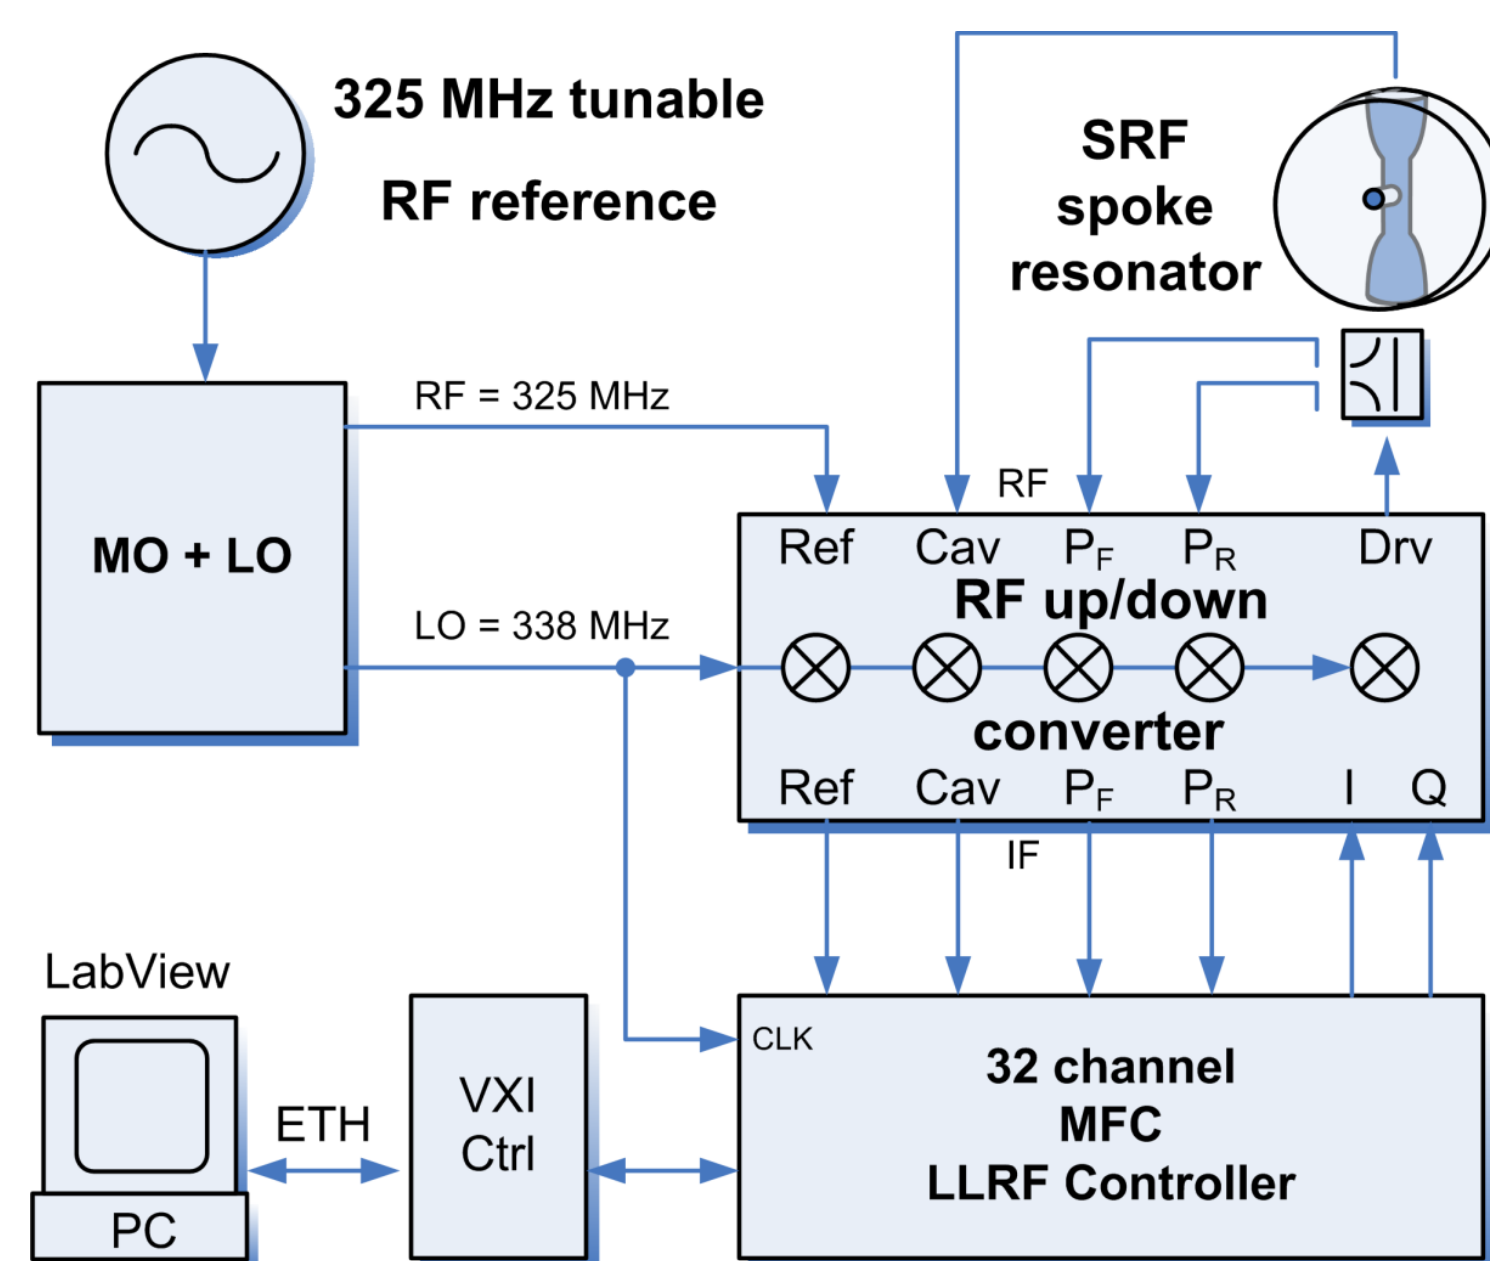 325 MHz tunable
RF reference
SRF
spoke
resonator
RF = 325 MHz
RF
MO + LO
Ref Cav PF PR Drv
RF up/down
LO = 338 MHz
converter
Ref Cav PF PR I Q
IF
LabView
CLK
32 channel
MFC
LLRF Controller
VXI
Ctrl
ETH
PC